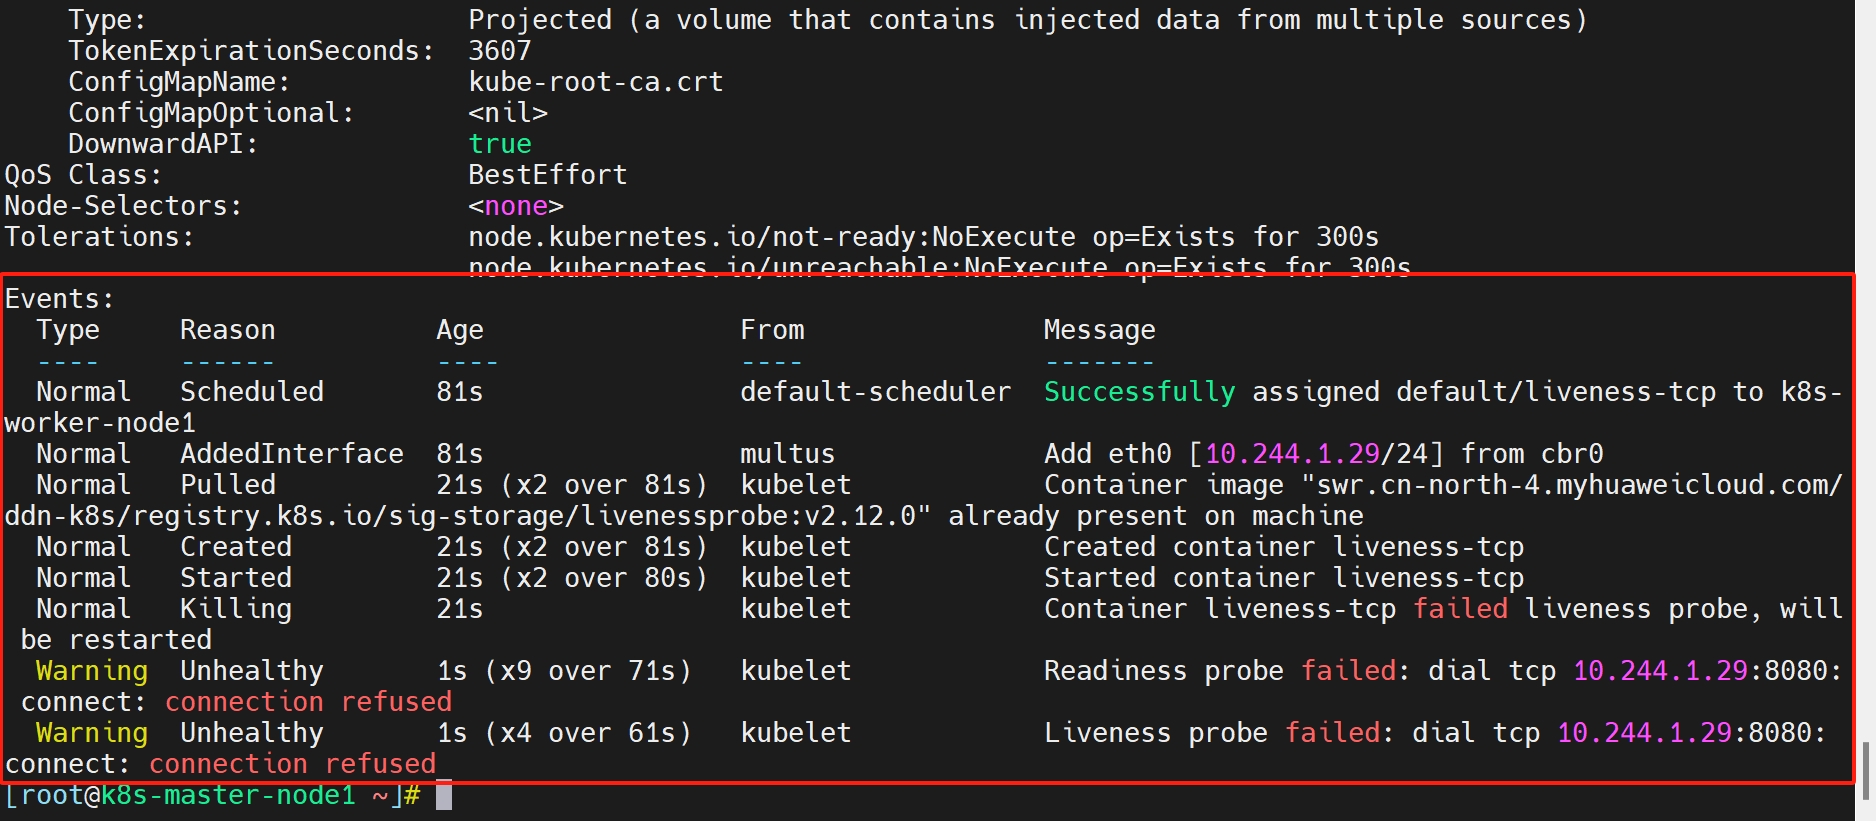 Type:                    Projected (a volume that contains injected data from multiple sources)
TokenExpirationSeconds:  3607
ConfigMapName:           kube-root-ca.crt
ConfigMapOptional:       <nil>
DownwardAPI:             true
QoS Class:                   BestEffort
Node-Selectors:              <none>
Tolerations:                 node.kubernetes.io/not-ready:NoExecute op=Exists for 300s
node.kubernetes.io/unreachable:NoExecute op=Exists for 300s
Events:
Type     Reason          Age                From               Message
----     ------          ----               ----               -------
Normal   Scheduled       81s                default-scheduler  Successfully assigned default/liveness-tcp to k8s-
worker-node1
Normal   AddedInterface  81s                multus             Add eth0 [10.244.1.29/24] from cbr0
Normal   Pulled          21s (x2 over 81s)  kubelet            Container image "swr.cn-north-4.myhuaweicloud.com/
ddn-k8s/registry.k8s.io/sig-storage/livenessprobe:v2.12.0" already present on machine
Normal   Created         21s (x2 over 81s)  kubelet            Created container liveness-tcp
Normal   Started         21s (x2 over 80s)  kubelet            Started container liveness-tcp
Normal   Killing         21s                kubelet            Container liveness-tcp failed liveness probe, will
be restarted
Warning  Unhealthy       1s (x9 over 71s)   kubelet            Readiness probe failed: dial tcp 10.244.1.29:8080:
connect: connection refused
Warning  Unhealthy       1s (x4 over 61s)   kubelet            Liveness probe failed: dial tcp 10.244.1.29:8080:
connect: connection refused
[root@k8s-master-node1 ~]#